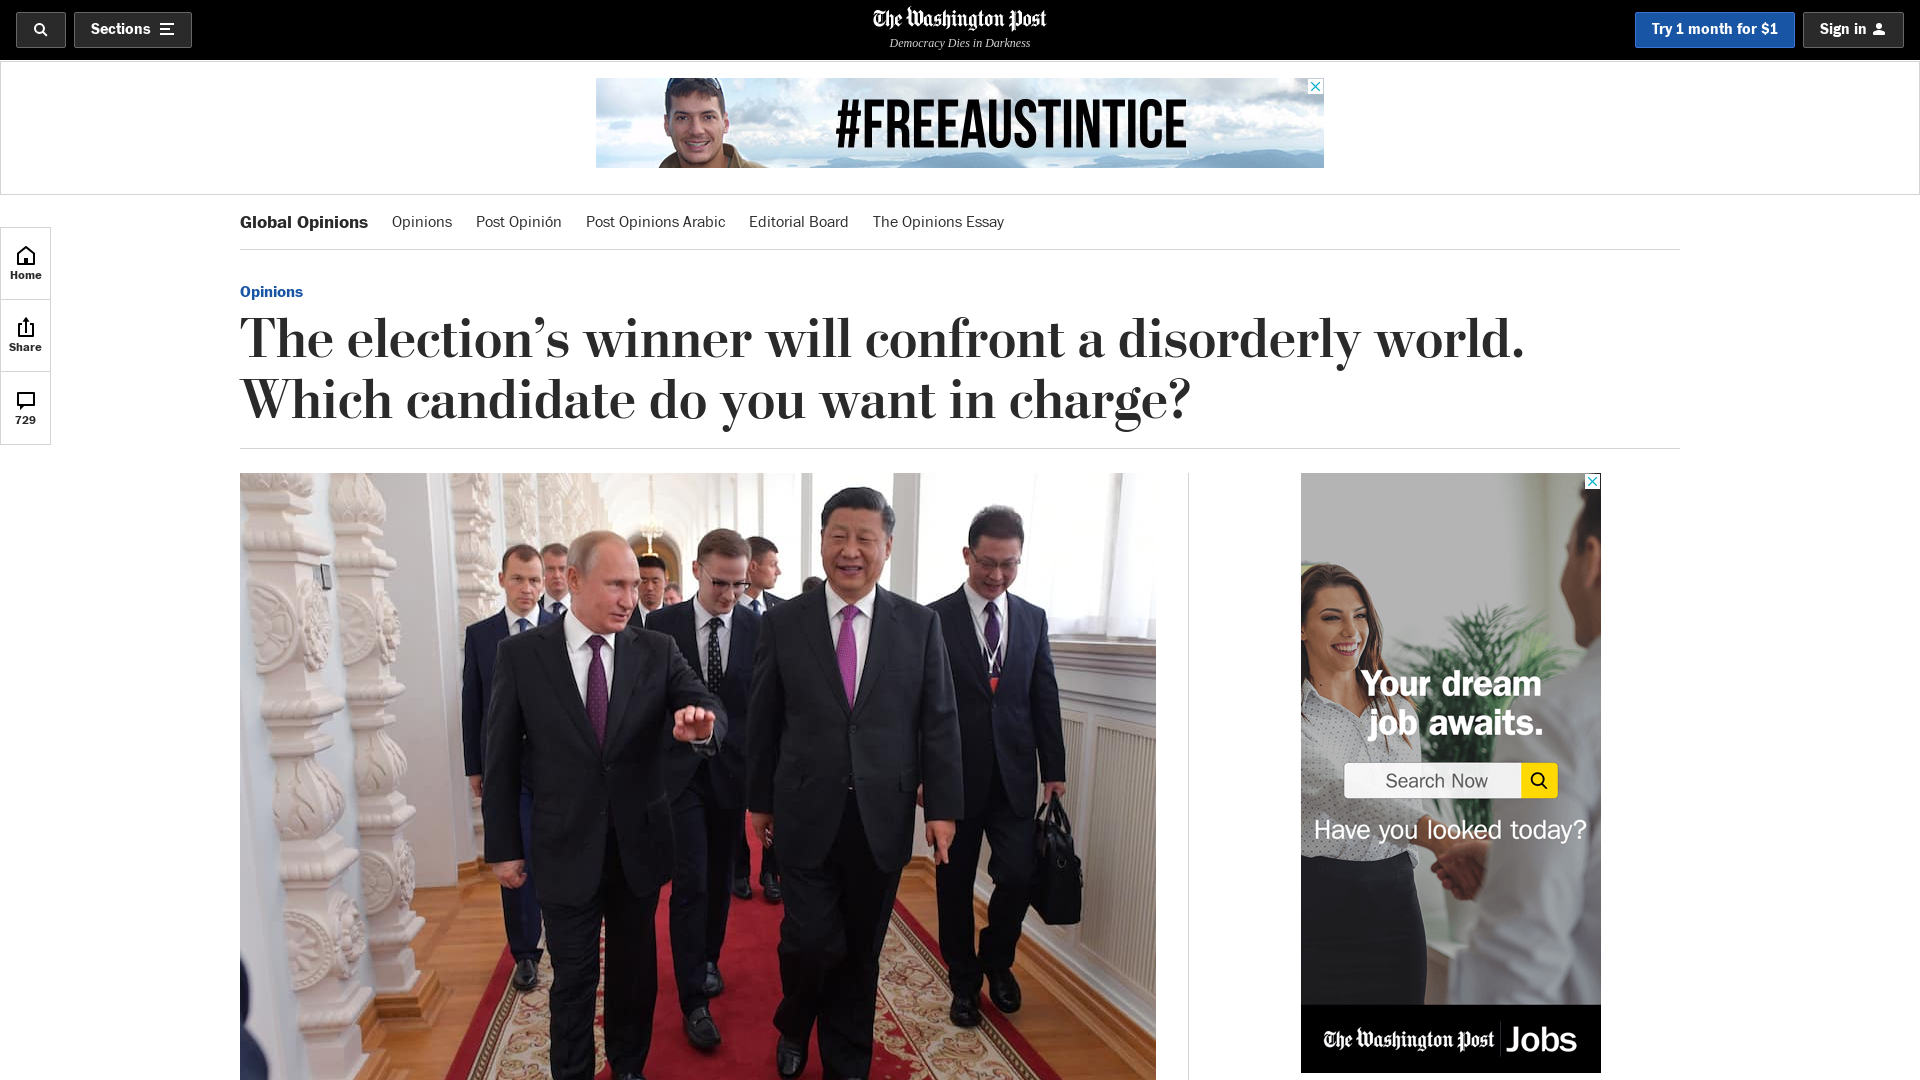 Sections
The Washington Post
Democracy Dies in Darkness
Try 1 month for $1
Sign in
#FREEAUSTINTICE
Global Opinions
Opinions
Post Opinión
Post Opinions Arabic
Editorial Board
The Opinions Essay
Home
Share
729
Opinions
The election’s winner will confront a disorderly world.
Which candidate do you want in charge?
Your dream
job awaits.
Search Now
Have you looked today?
The Washington Post Jobs